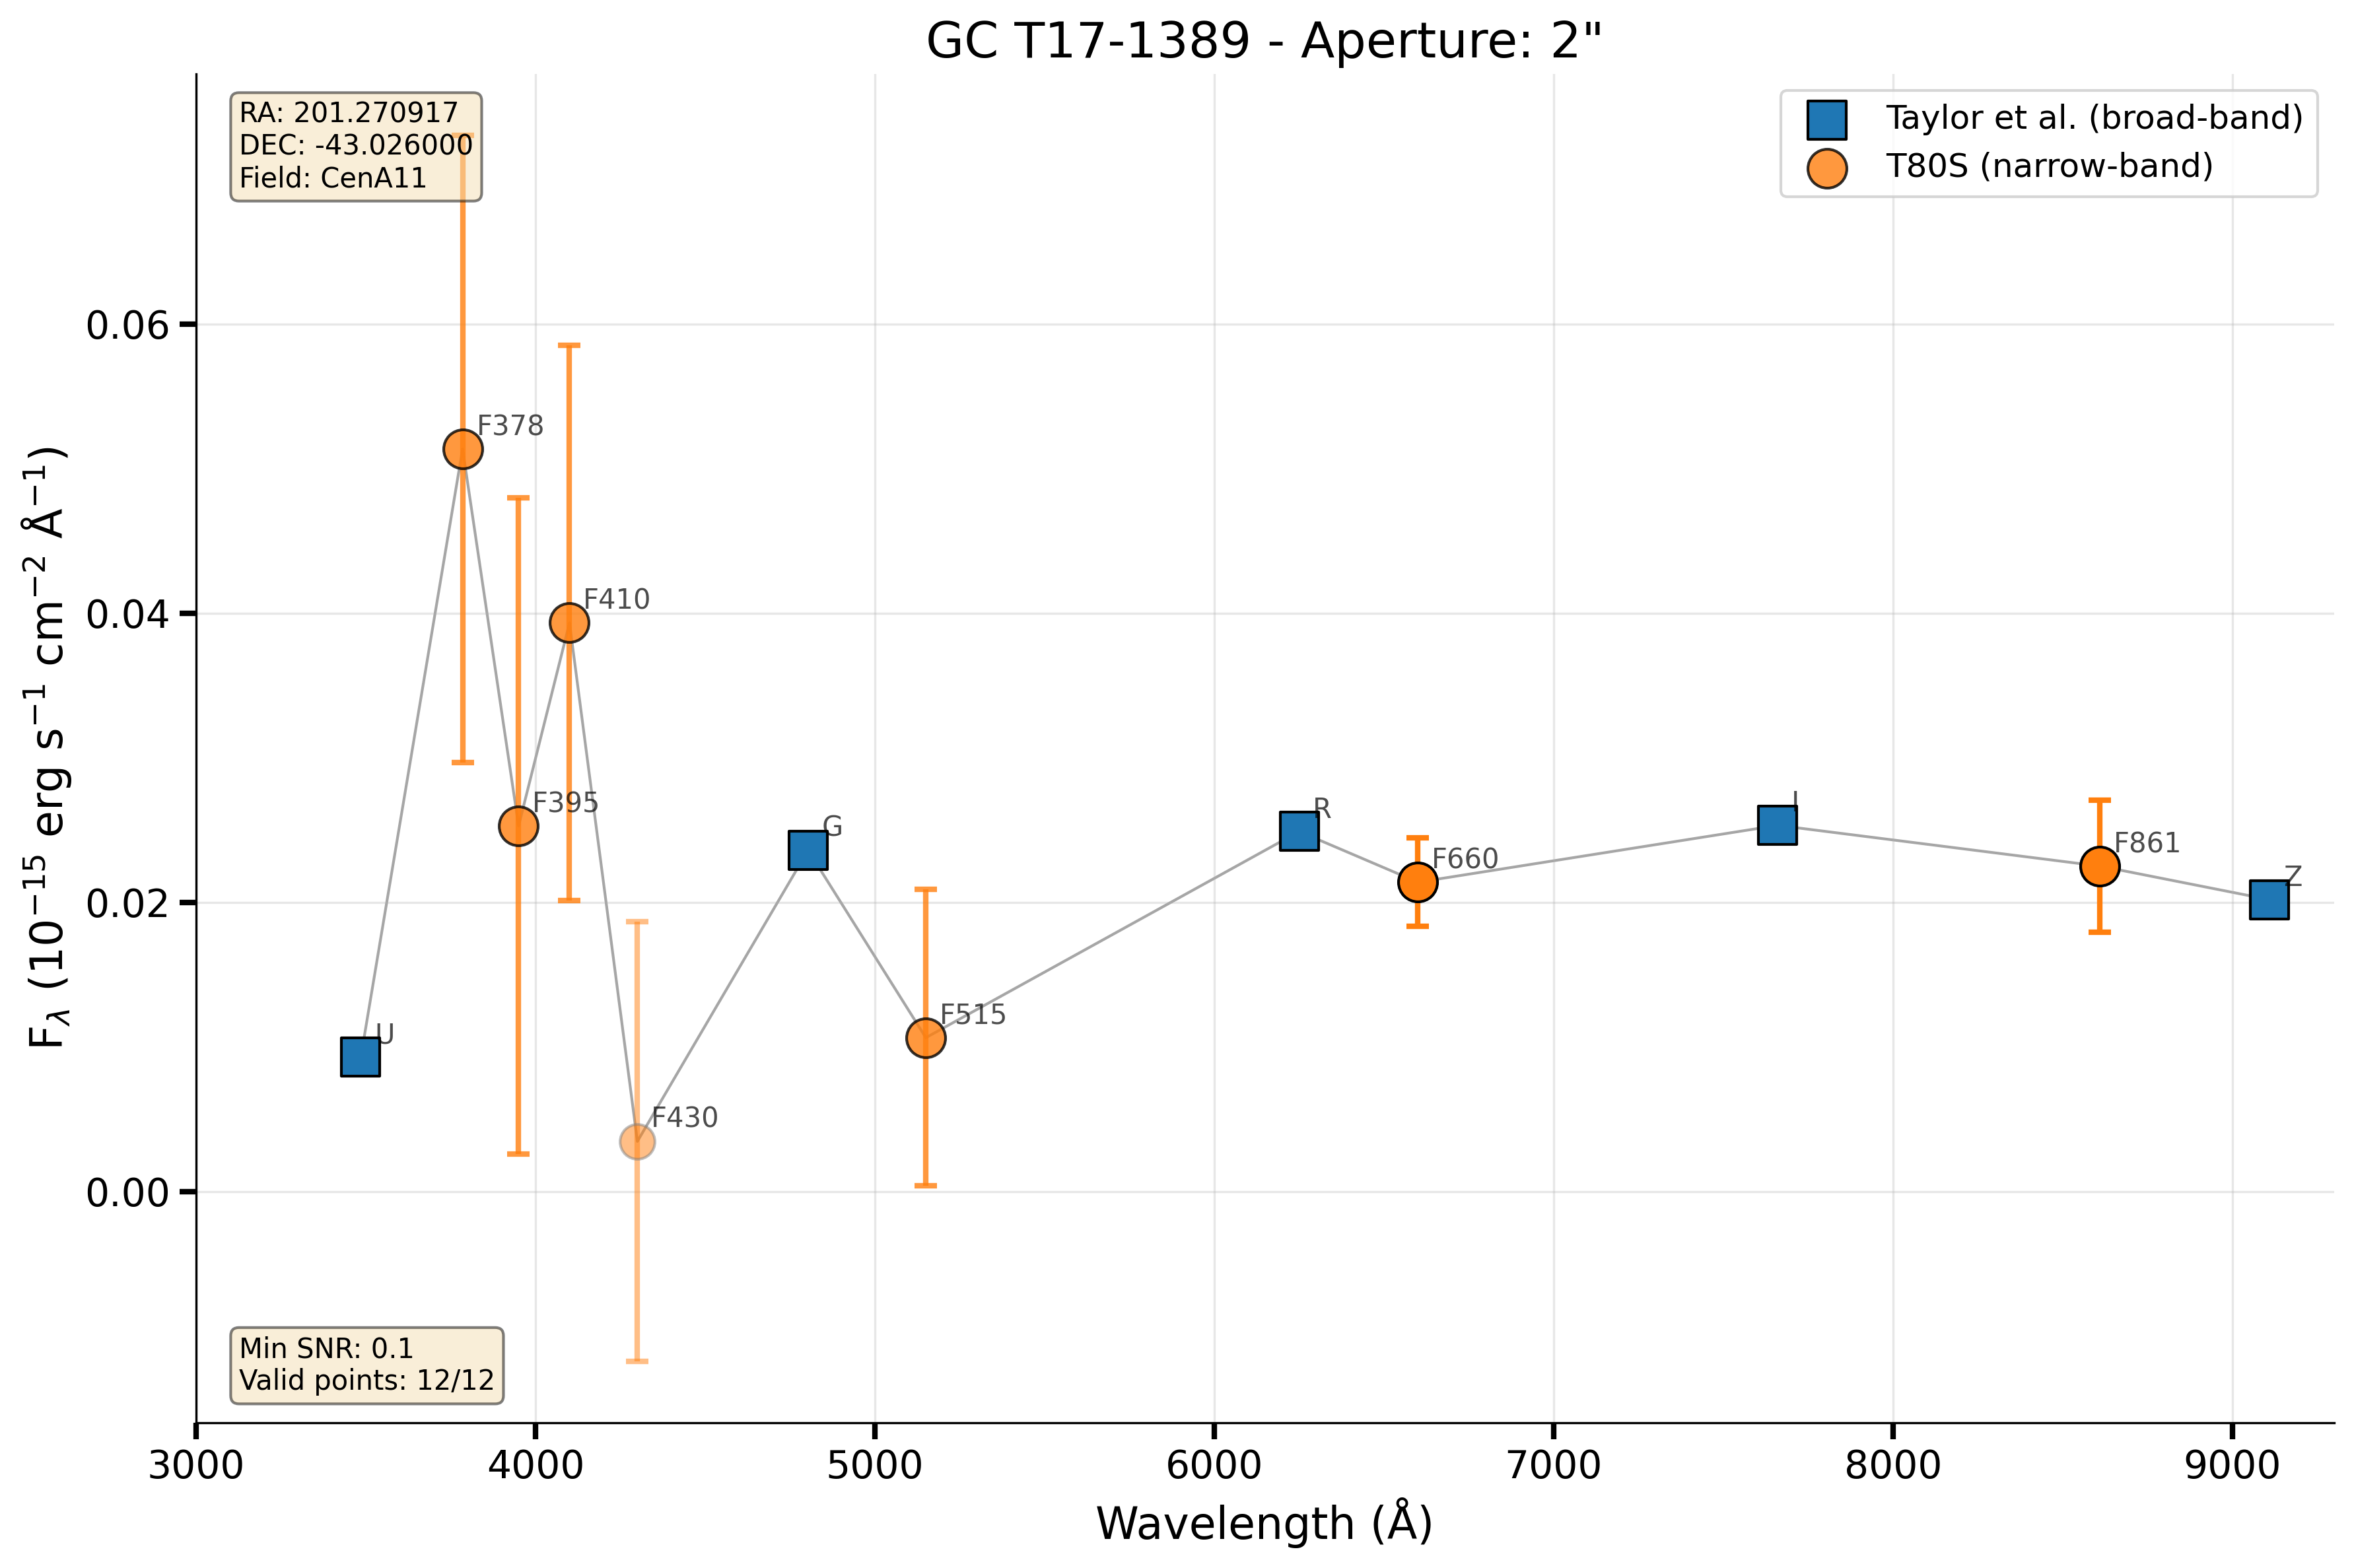 GC T17-1389 - Aperture: 2"
RA: 201.270917
DEC: -43.026000
Field: CenA11
Taylor et al. (broad-band)
T80S (narrow-band)
F378
F410
F395
F430
U
G
F515
R
F660
I
F861
Z
0.06
0.04
0.02
0.00
F_λ (10⁻¹⁵ erg s⁻¹ cm⁻² Å⁻¹)
Min SNR: 0.1
Valid points: 12/12
3000 4000 5000 6000 7000 8000 9000
Wavelength (Å)